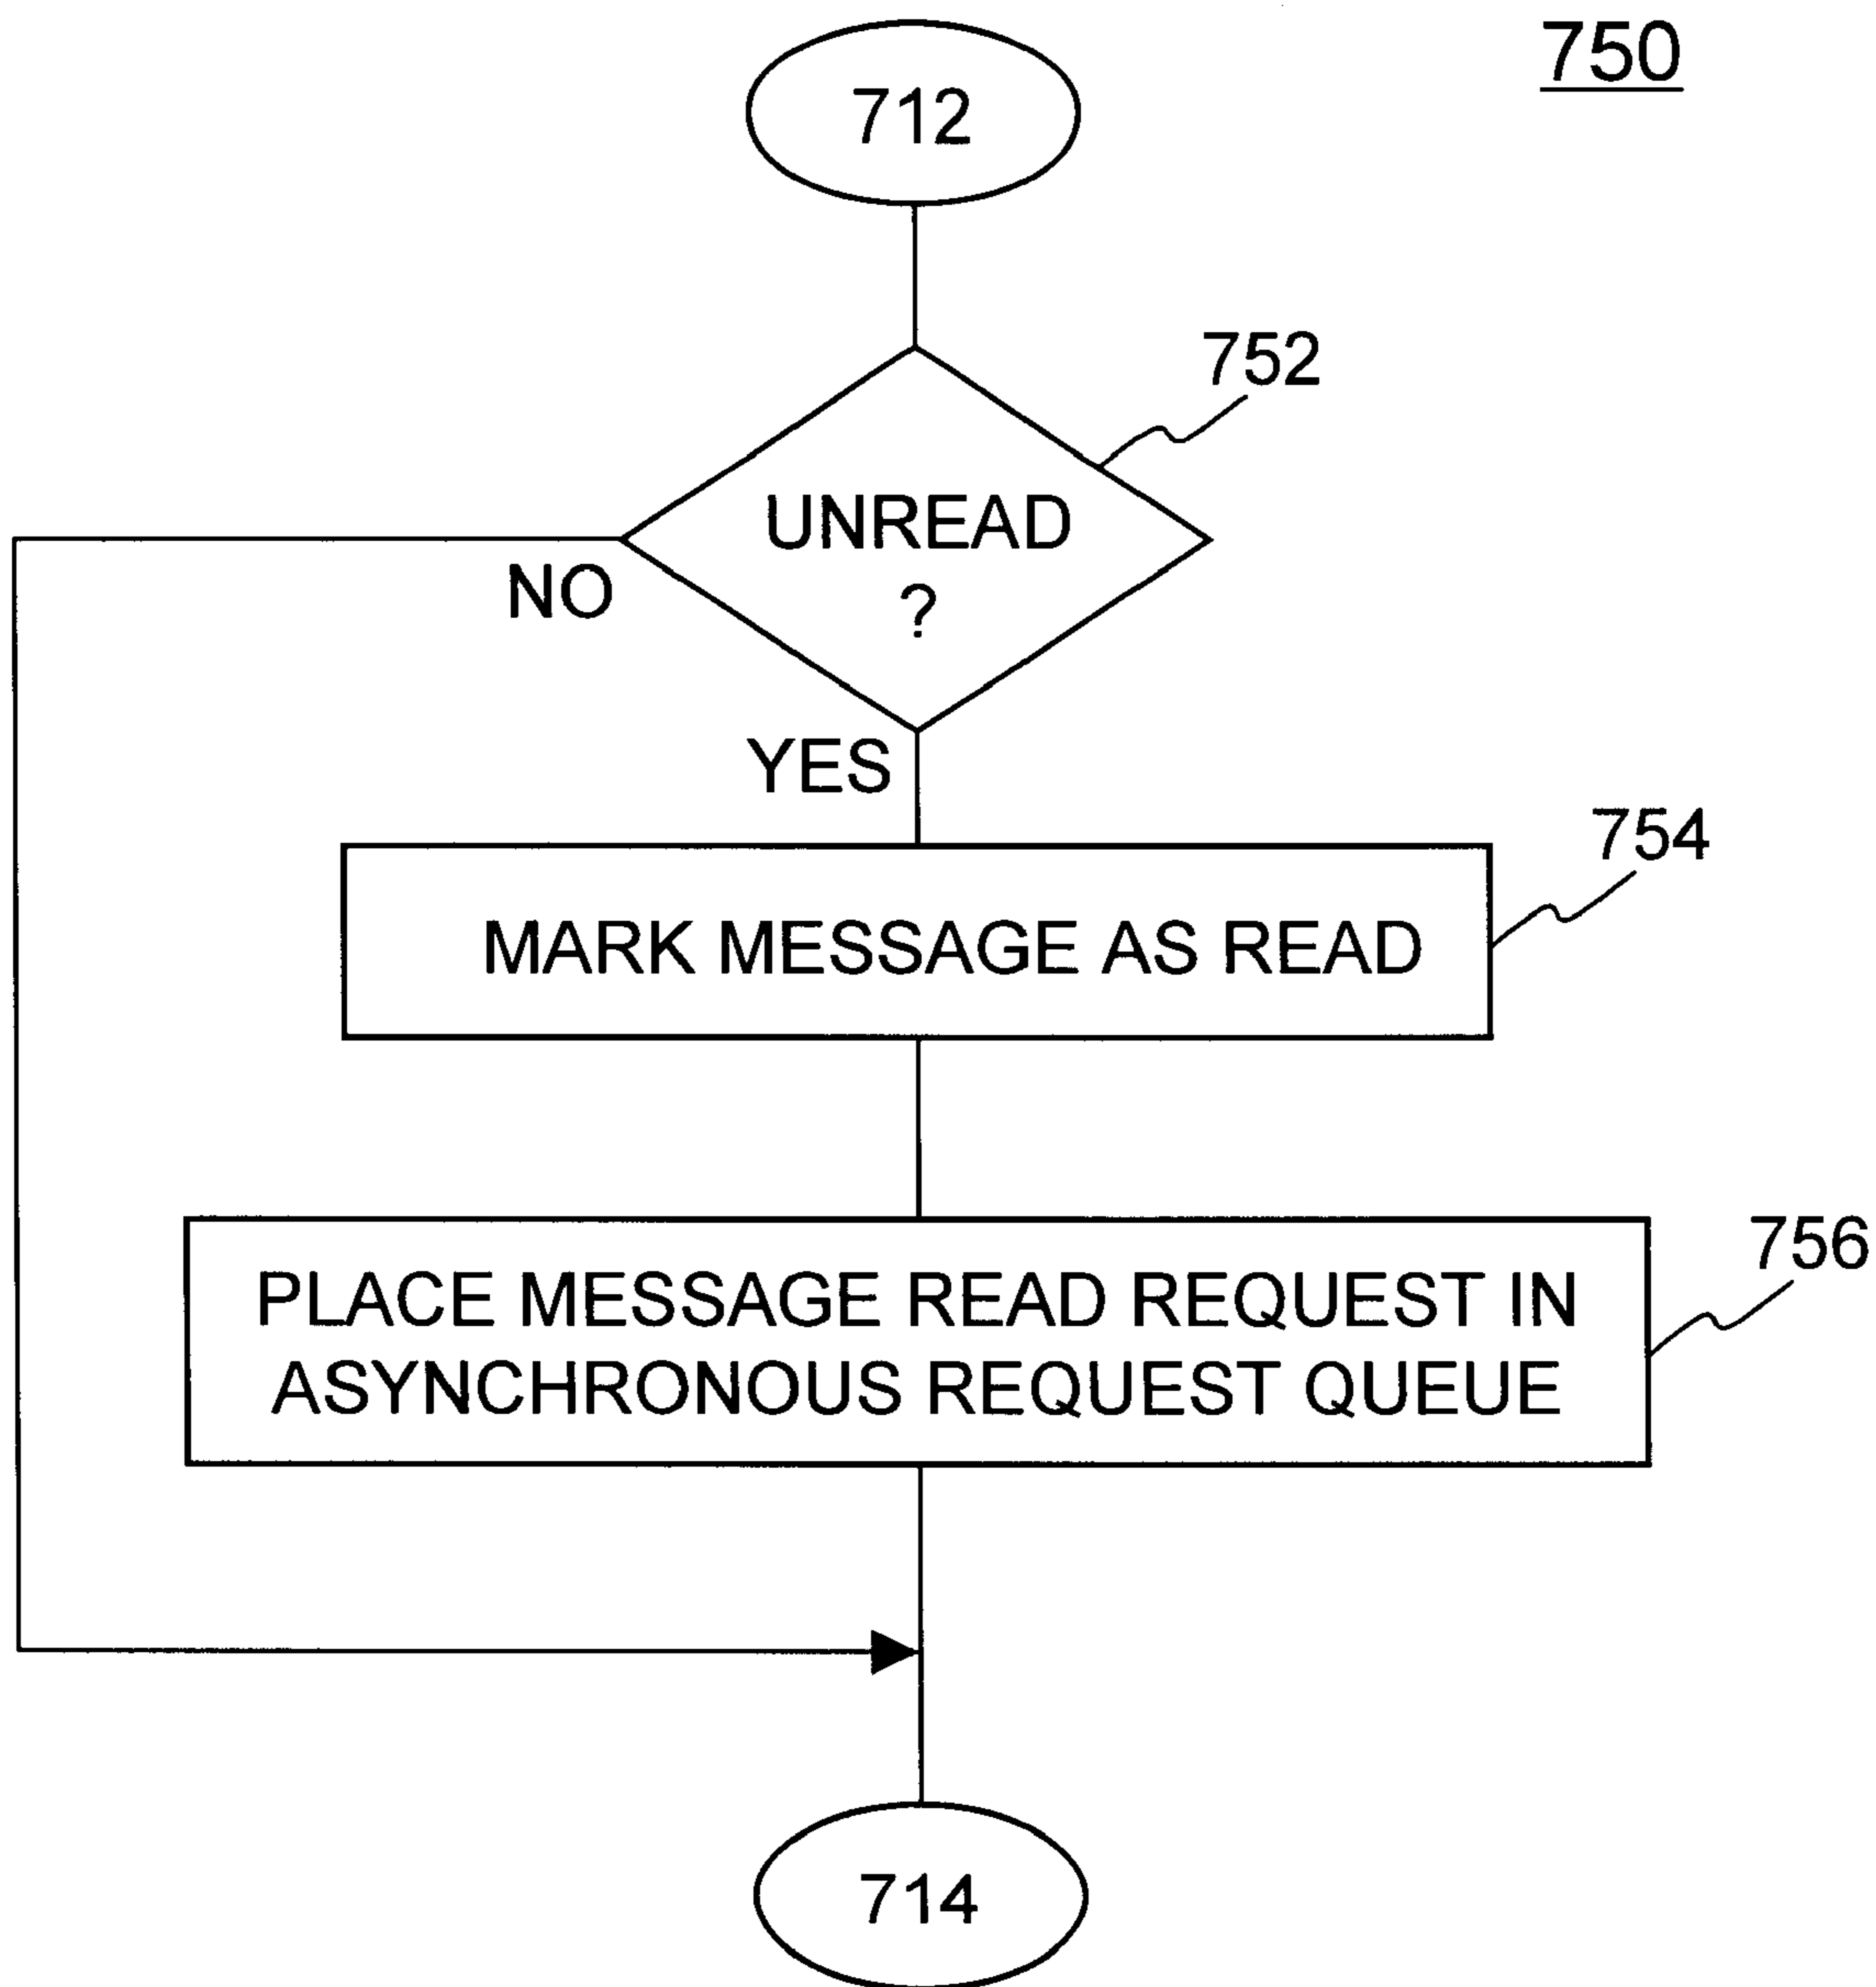 750
712
752
UNREAD
?
NO
YES
754
MARK MESSAGE AS READ
756
PLACE MESSAGE READ REQUEST IN
ASYNCHRONOUS REQUEST QUEUE
714